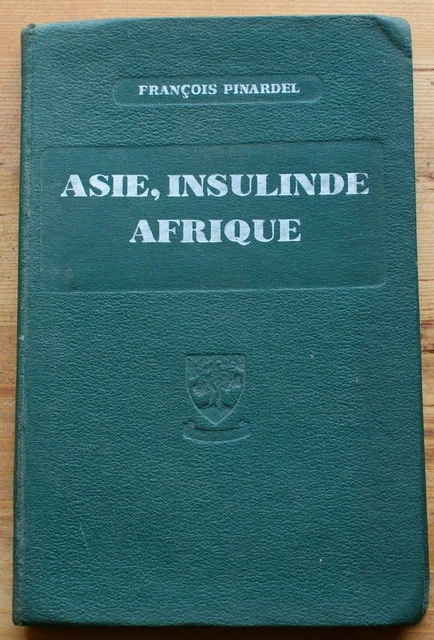 FRANÇOIS PINARDEL
ASIE, INSULINDE
AFRIQUE